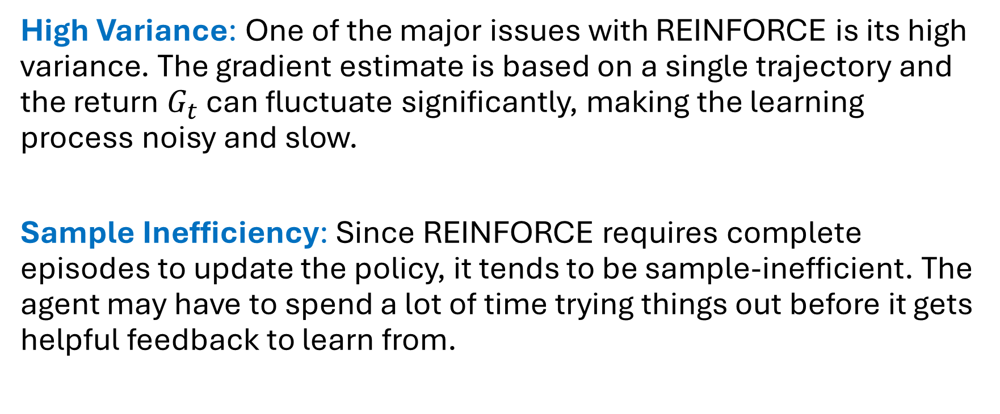 High Variance: One of the major issues with REINFORCE is its high
variance. The gradient estimate is based on a single trajectory and
the return G_t can fluctuate significantly, making the learning
process noisy and slow.
Sample Inefficiency: Since REINFORCE requires complete
episodes to update the policy, it tends to be sample-inefficient. The
agent may have to spend a lot of time trying things out before it gets
helpful feedback to learn from.